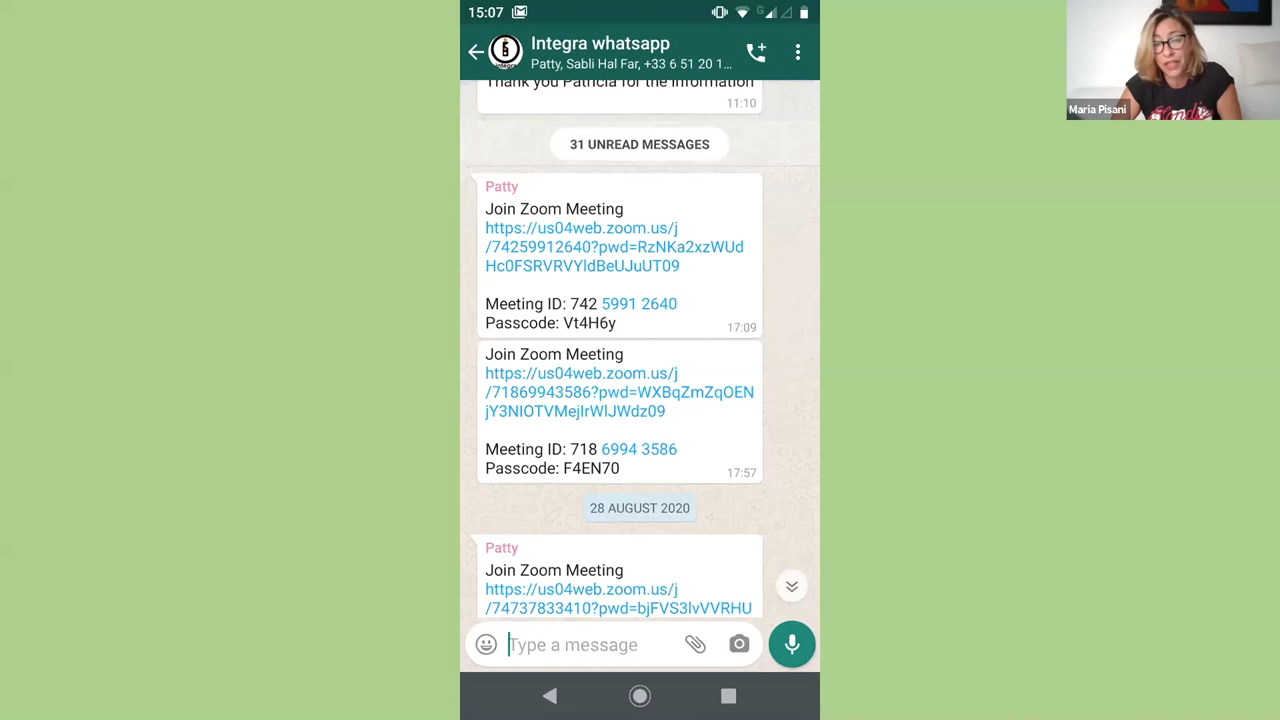 15:07
Integra whatsapp
Patty, Sabli Hal Far, +33 6 51 20 1...
Thank you Patricia for the information
11:10
31 UNREAD MESSAGES
Patty
Join Zoom Meeting
https://us04web.zoom.us/j
/74259912640?pwd=RzNKa2xzWUd
Hc0FSRVRVYldBeUJuUT09
Meeting ID: 742 5991 2640
Passcode: Vt4H6y
17:09
Join Zoom Meeting
https://us04web.zoom.us/j
/71869943586?pwd=WXBqZmZqOEN
jY3NIOTVMejIrWlJWdz09
Meeting ID: 718 6994 3586
Passcode: F4EN70
17:57
28 AUGUST 2020
Patty
Join Zoom Meeting
https://us04web.zoom.us/j
/74737833410?pwd=bjFVS3lvVVRHU
Type a message
Maria Pisani